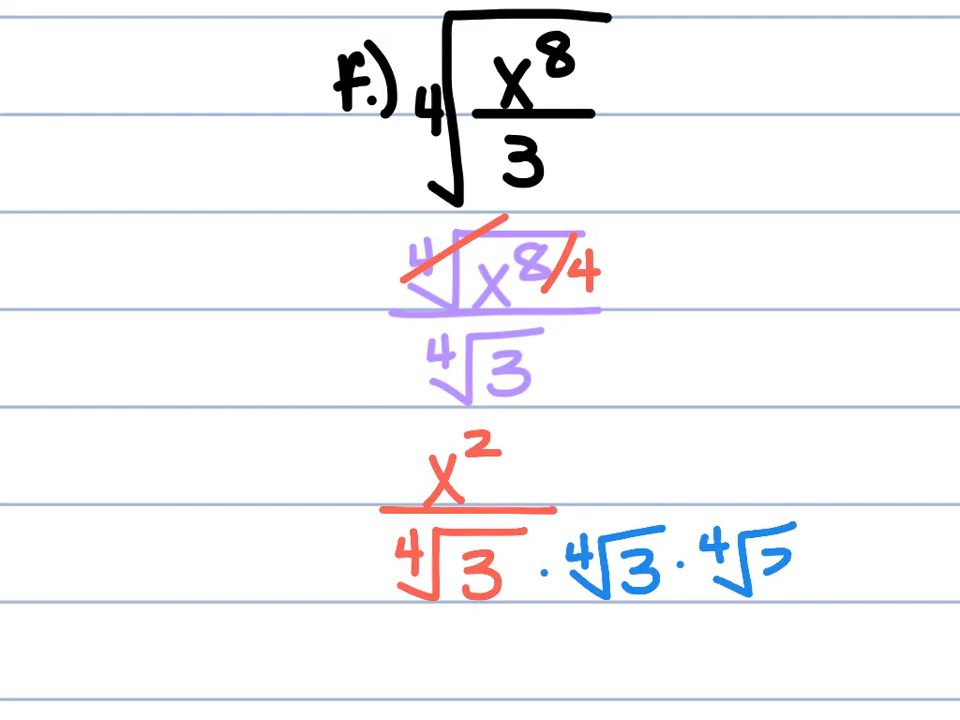 f.) ⁴√(x⁸/3)
⁴√(x^(8/4)) / ⁴√3
x² / ⁴√3 · ⁴√3 · ⁴√